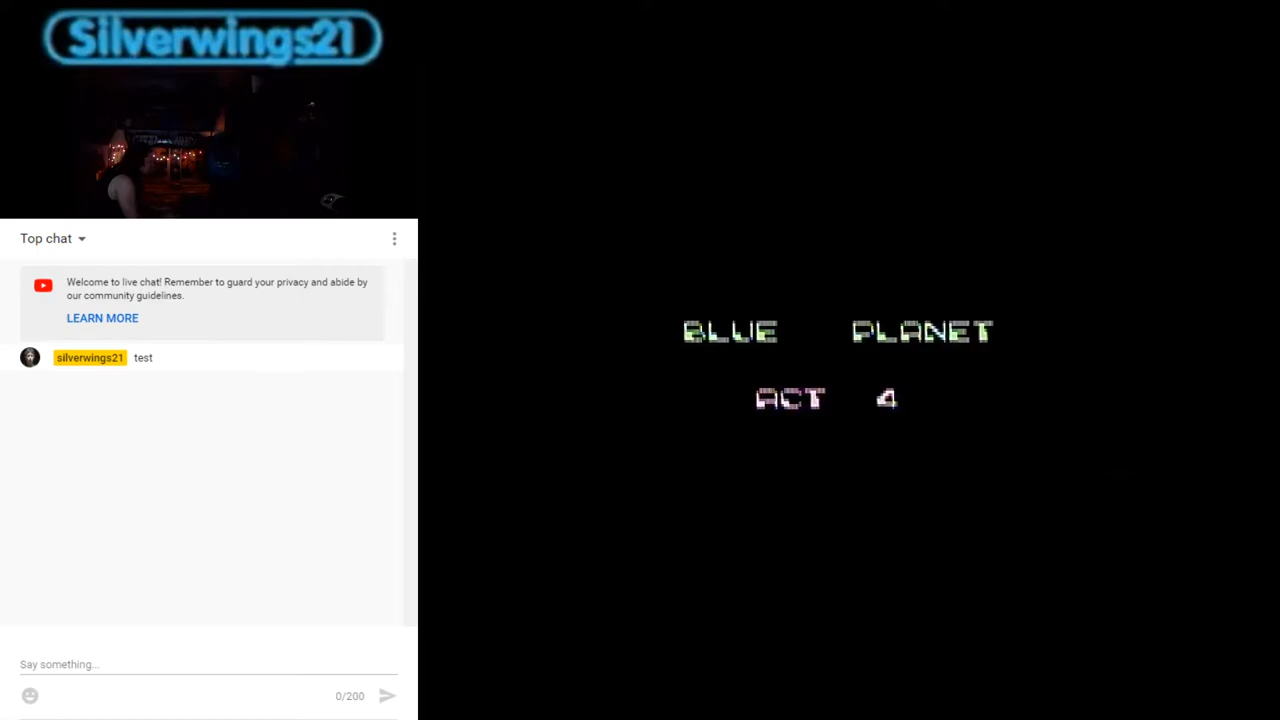 Silverwings21
Top chat
Welcome to live chat! Remember to guard your privacy and abide by
our community guidelines.
LEARN MORE
silverwings21 test
Say something...
0/200
BLUE PLANET
ACT 4